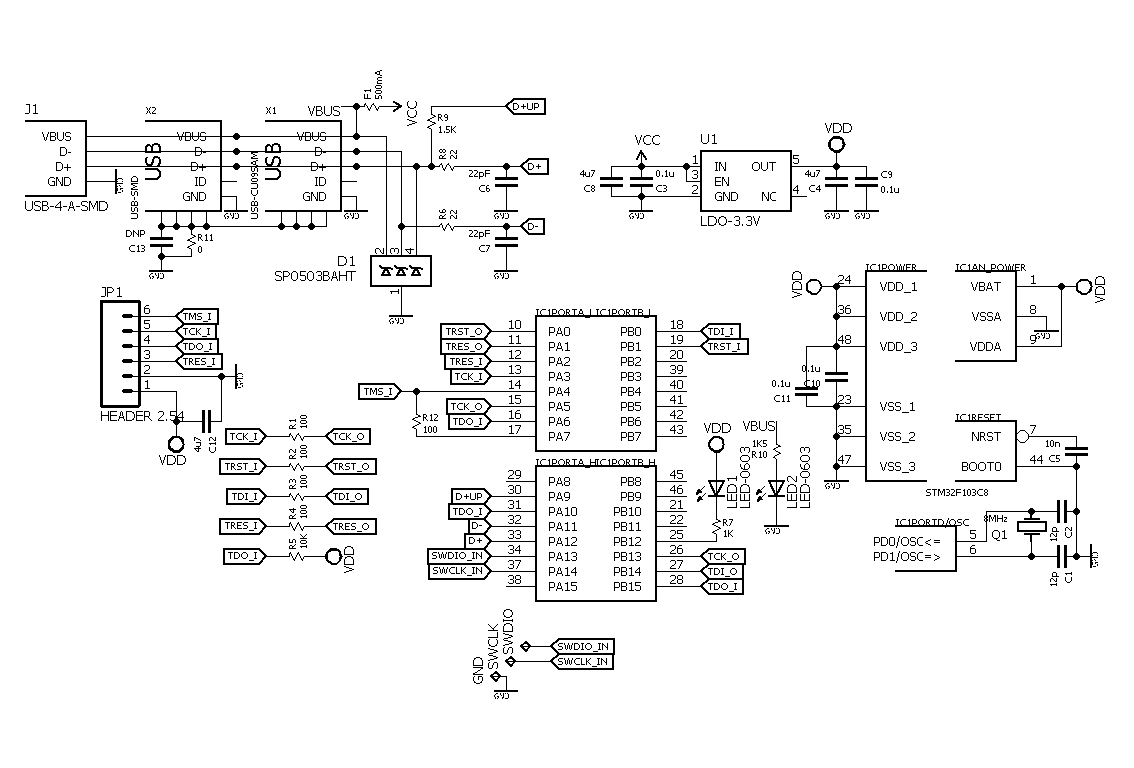 J1
VBUS
D-
D+
GND
USB-4-A-SMD
GND
X2
USB
USB-SMD
VBUS
D-
D+
ID
GND
GND
X1
USB
USB-CU09SAM
VBUS
VBUS
D-
D+
ID
GND
GND
F1
500mA
VCC
R9
1.5K
D+UP
R8
22
D+
22pF
C6
GND
R6
22
D-
22pF
C7
GND
DNP
C13
R11
0
GND
D1
SP0503BAHT
2
3
4
1
GND
VCC
4u7
C8
0.1u
C3
GND
U1
1
3
2
IN
EN
GND
OUT
NC
5
4
LDO-3.3V
VDD
4u7
C4
C9
0.1u
GND
GND
JP1
6
5
4
3
2
1
TMS_I
TCK_I
TDO_I
TRES_I
GND
HEADER 2.54
4u7
C12
VDD
TCK_I
R1
100
TCK_O
TRST_I
R2
100
TRST_O
TDI_I
R3
100
TDI_O
TRES_I
R4
100
TRES_O
TDO_I
R5
10K
VDD
IC1PORTA_L
IC1PORTB_L
TRST_O 10 PA0 PB0 18 TDI_I
TRES_O 11 PA1 PB1 19 TRST_I
TRES_I 12 PA2 PB2 20
TCK_I 13 PA3 PB3 39
TMS_I 14 PA4 PB4 40
TCK_O 15 PA5 PB5 41
TDO_I 16 PA6 PB6 42
17 PA7 PB7 43
R12
100
IC1PORTA_H
IC1PORTB_H
29 PA8 PB8 45
D+UP 30 PA9 PB9 46
TDO_I 31 PA10 PB10 21
D- 32 PA11 PB11 22
D+ 33 PA12 PB12 25
SWDIO_IN 34 PA13 PB13 26 TCK_O
SWCLK_IN 37 PA14 PB14 27 TDI_O
38 PA15 PB15 28 TDO_I
VDD
LED1
LED-0603
R7
1K
VBUS
1K5
R10
LED2
LED-0603
GND
GND
SWCLK
SWDIO
SWDIO_IN
SWCLK_IN
GND
VDD
IC1POWER
24 VDD_1
36 VDD_2
48 VDD_3
23 VSS_1
35 VSS_2
47 VSS_3
0.1u
C10
0.1u
C11
GND
IC1AN_POWER
VBAT 1
VSSA 8
VDDA 9
GND
VDD
IC1RESET
NRST 7
BOOT0 44
10n
C5
STM32F103C8
IC1PORTD/OSC
PD0/OSC<= 5
PD1/OSC=> 6
8MHz
Q1
12p
C2
12p
C1
GND